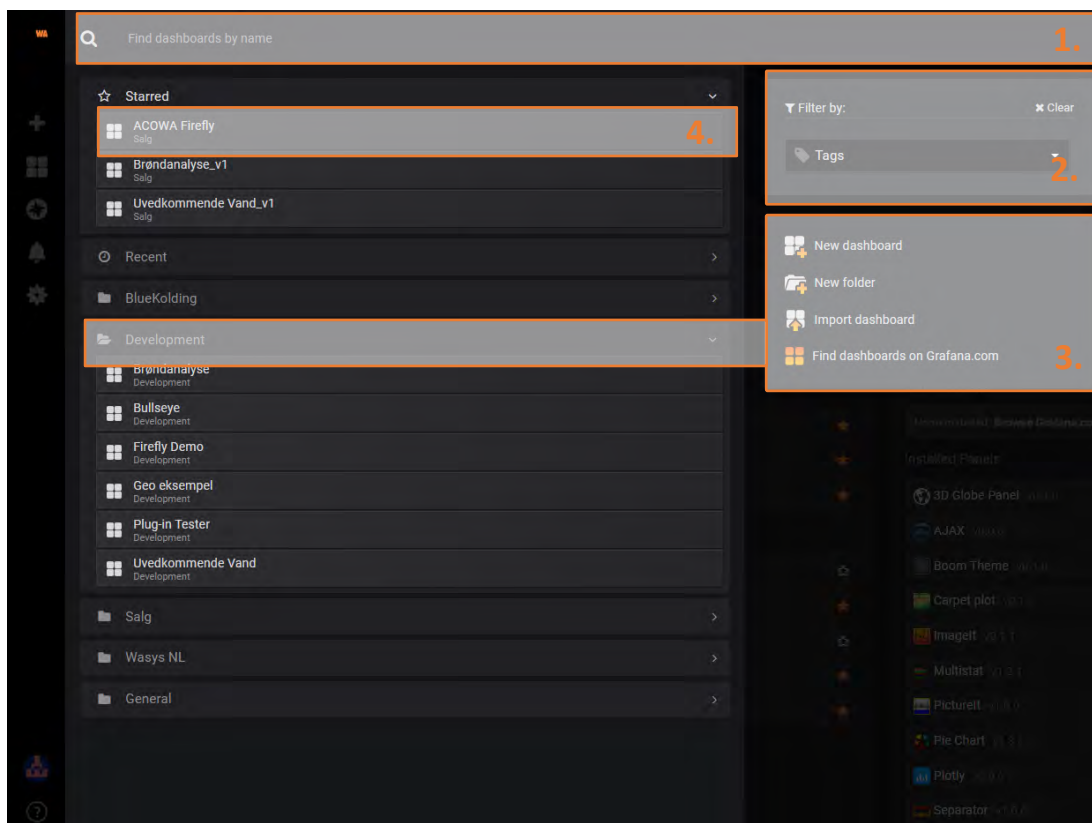 WA
Find dashboards by name
1.
Starred
ACOWA Firefly
Salg
4.
Brøndanalyse_v1
Salg
Uvedkommende Vand_v1
Salg
Recent
BlueKolding
Development
Brøndanalyse
Development
Bullseye
Development
Firefly Demo
Development
Geo eksempel
Development
Plug-in Tester
Development
Uvedkommende Vand
Development
Salg
Wasys NL
General
Filter by:
Clear
Tags
2.
New dashboard
New folder
Import dashboard
Find dashboards on Grafana.com
3.
Installed Panels
3D Globe Panel
AJAX
Boom Theme
Carpet plot
ImageIt
Multistat
PictureIt
Pie Chart
Plotly
Separator